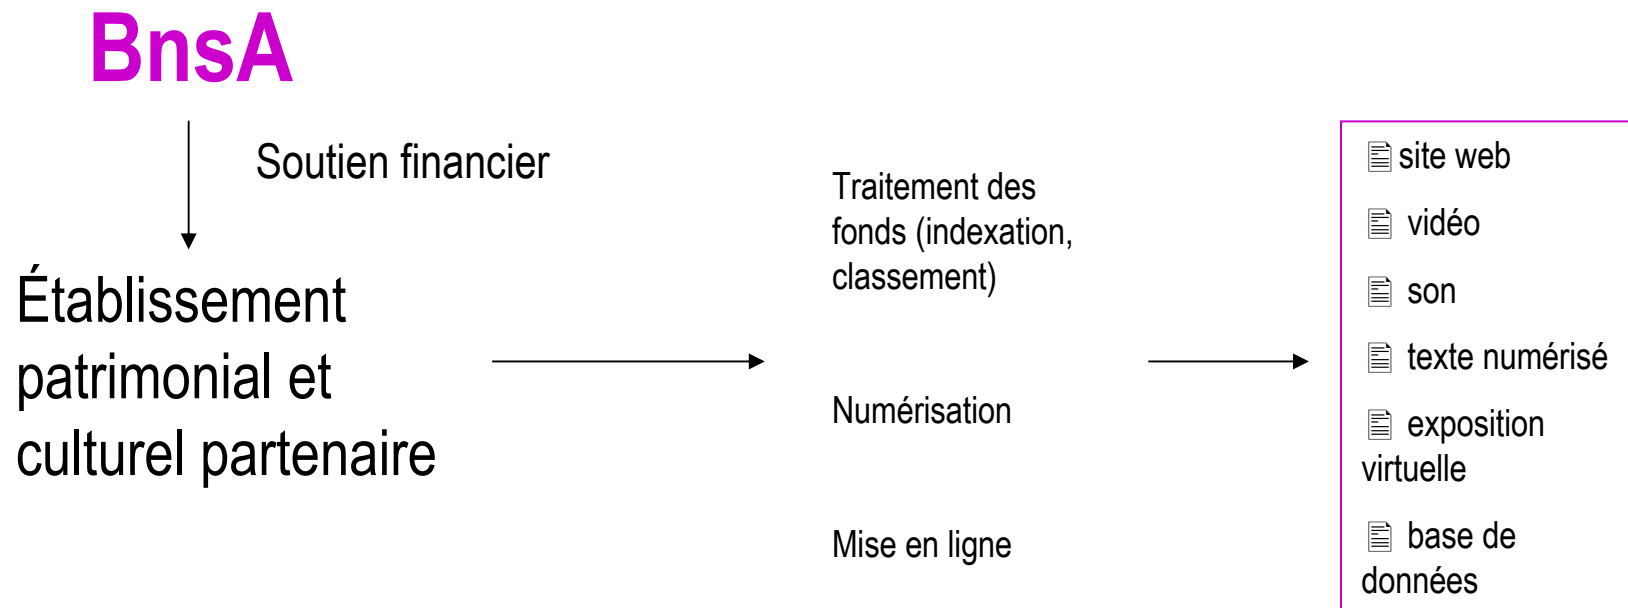 BnsA
Soutien financier
Établissement
patrimonial et
culturel partenaire
Traitement des
fonds (indexation,
classement)
Numérisation
Mise en ligne
site web
vidéo
son
texte numérisé
exposition
virtuelle
base de
données